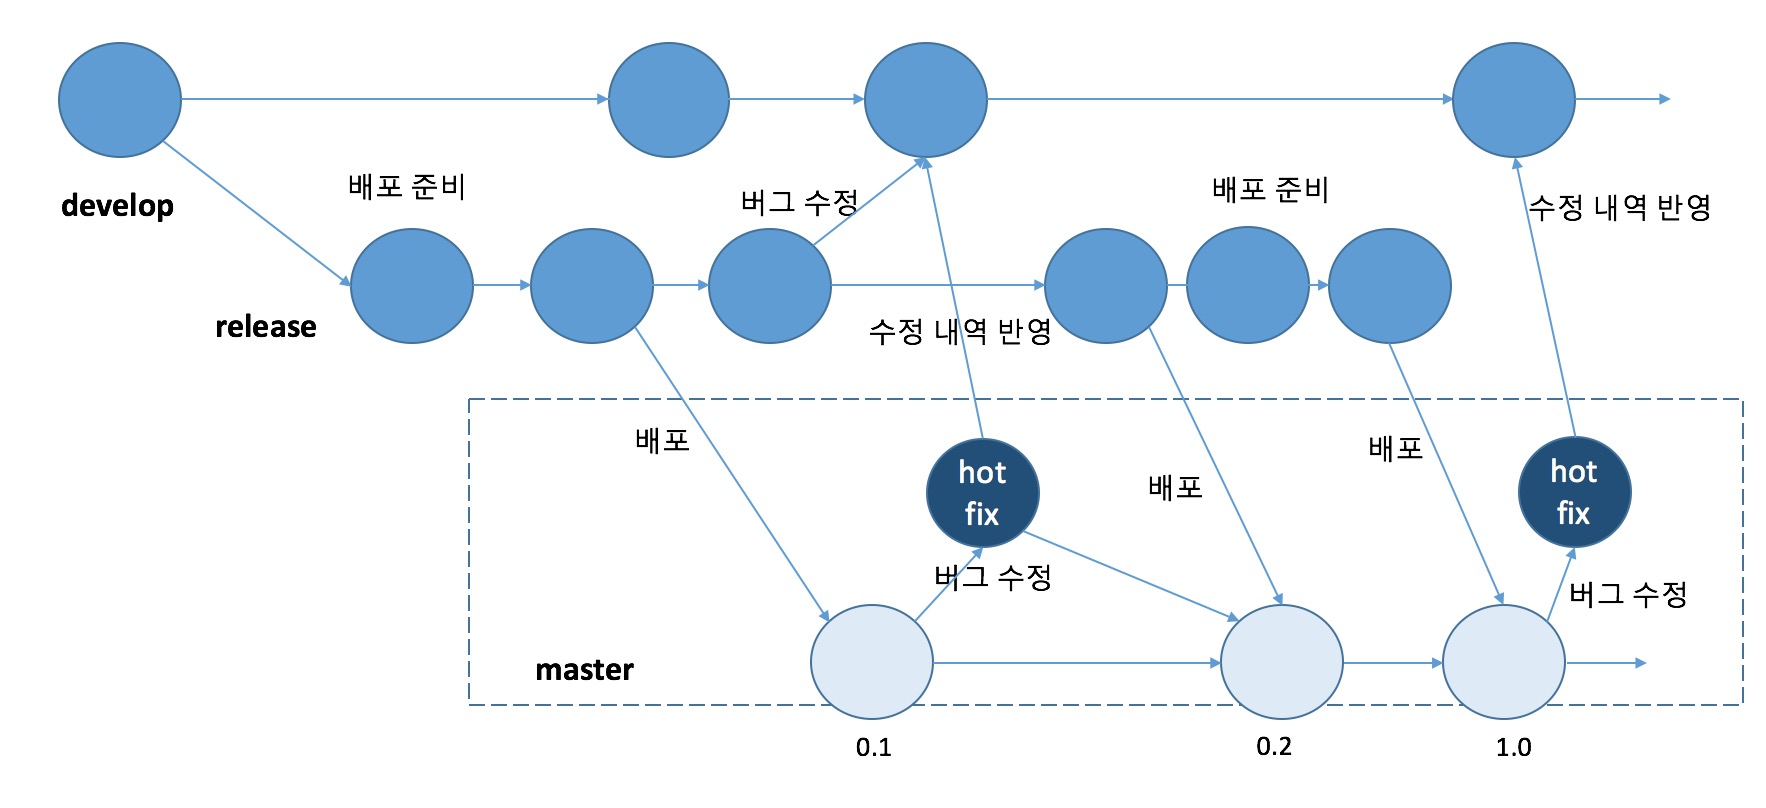 develop
배포 준비
버그 수정
배포 준비
수정 내역 반영
release
수정 내역 반영
배포
hot
fix
배포
배포
hot
fix
버그 수정
버그 수정
master
0.1
0.2
1.0